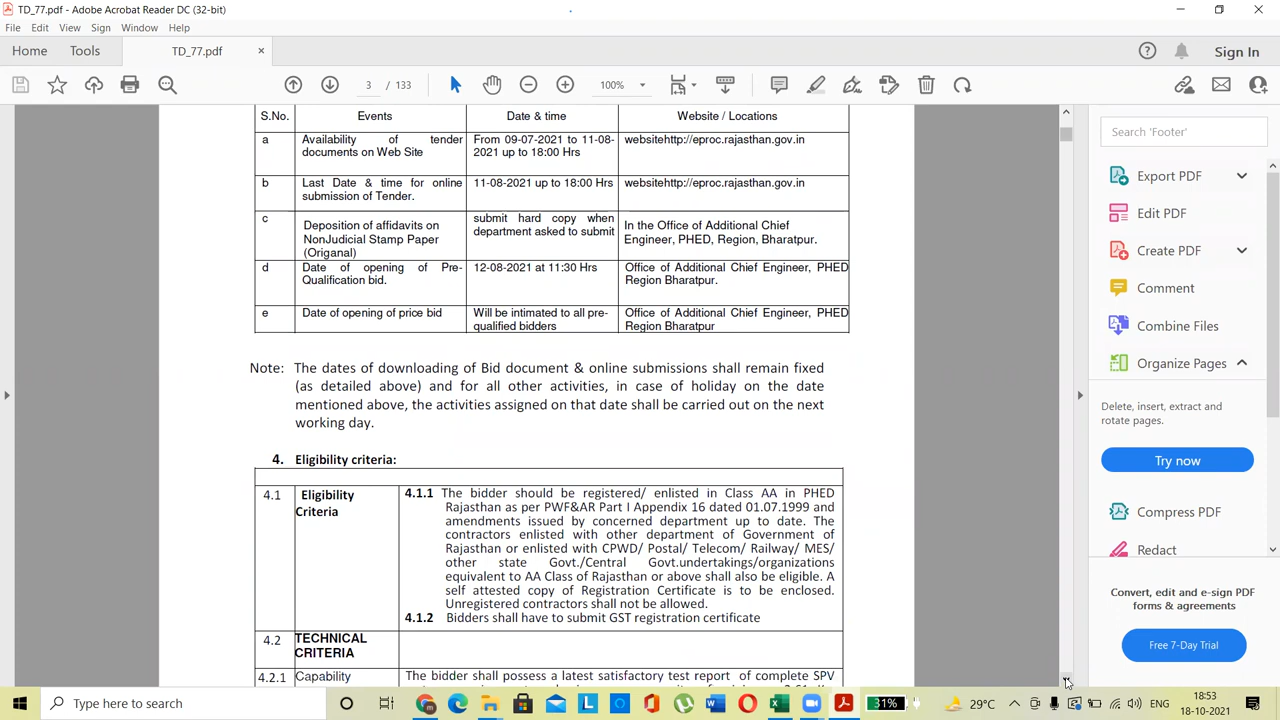 TD_77.pdf - Adobe Acrobat Reader DC (32-bit)
File Edit View Sign Window Help
Home Tools TD_77.pdf × Sign In
3 / 133 100%
S.No. Events Date & time Website / Locations
a Availability of tender documents on Web Site From 09-07-2021 to 11-08-2021 up to 18:00 Hrs websitehttp://eproc.rajasthan.gov.in
b Last Date & time for online submission of Tender. 11-08-2021 up to 18:00 Hrs websitehttp://eproc.rajasthan.gov.in
c Deposition of affidavits on NonJudicial Stamp Paper (Origanal) submit hard copy when department asked to submit In the Office of Additional Chief Engineer, PHED, Region, Bharatpur.
d Date of opening of Pre-Qualification bid. 12-08-2021 at 11:30 Hrs Office of Additional Chief Engineer, PHED Region Bharatpur.
e Date of opening of price bid Will be intimated to all pre-qualified bidders Office of Additional Chief Engineer, PHED Region Bharatpur
Note: The dates of downloading of Bid document & online submissions shall remain fixed
(as detailed above) and for all other activities, in case of holiday on the date
mentioned above, the activities assigned on that date shall be carried out on the next
working day.
4. Eligibility criteria:
4.1 Eligibility Criteria
4.1.1 The bidder should be registered/ enlisted in Class AA in PHED
Rajasthan as per PWF&AR Part I Appendix 16 dated 01.07.1999 and
amendments issued by concerned department up to date. The
contractors enlisted with other department of Government of
Rajasthan or enlisted with CPWD/ Postal/ Telecom/ Railway/ MES/
other state Govt./Central Govt.undertakings/organizations
equivalent to AA Class of Rajasthan or above shall also be eligible. A
self attested copy of Registration Certificate is to be enclosed.
Unregistered contractors shall not be allowed.
4.1.2 Bidders shall have to submit GST registration certificate
4.2 TECHNICAL CRITERIA
4.2.1 Capability The bidder shall possess a latest satisfactory test report of complete SPV
Search 'Footer'
Export PDF
Edit PDF
Create PDF
Comment
Combine Files
Organize Pages
Delete, insert, extract and
rotate pages.
Try now
Compress PDF
Redact
Convert, edit and e-sign PDF
forms & agreements
Free 7-Day Trial
Type here to search
31%
29°C
18:53
18-10-2021